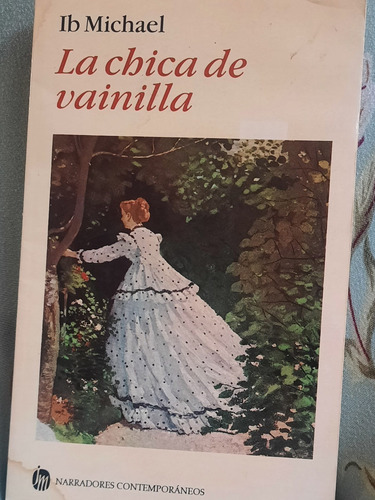 Ib Michael
La chica de
vainilla
jm NARRADORES CONTEMPORÁNEOS